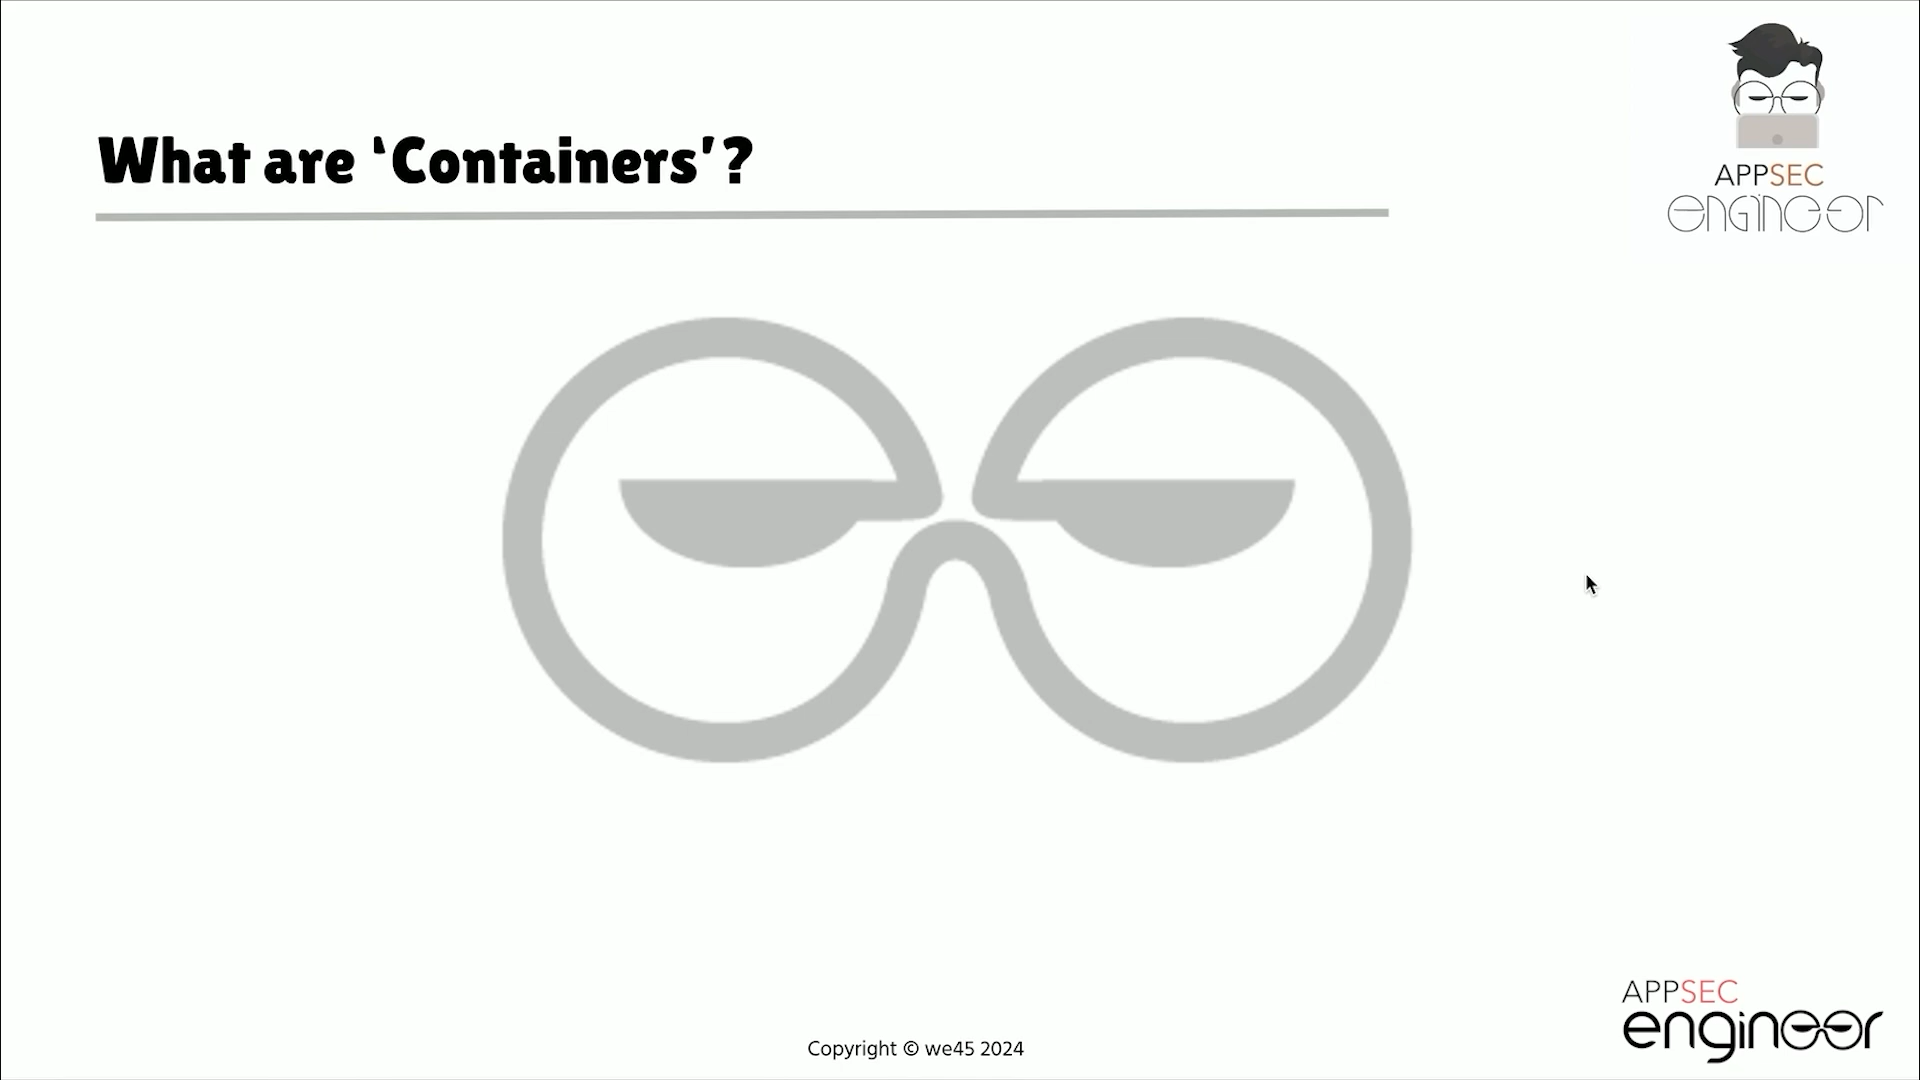 What are ‘Containers’?
APPSEC
engineer
APPSEC
engineer
Copyright © we45 2024